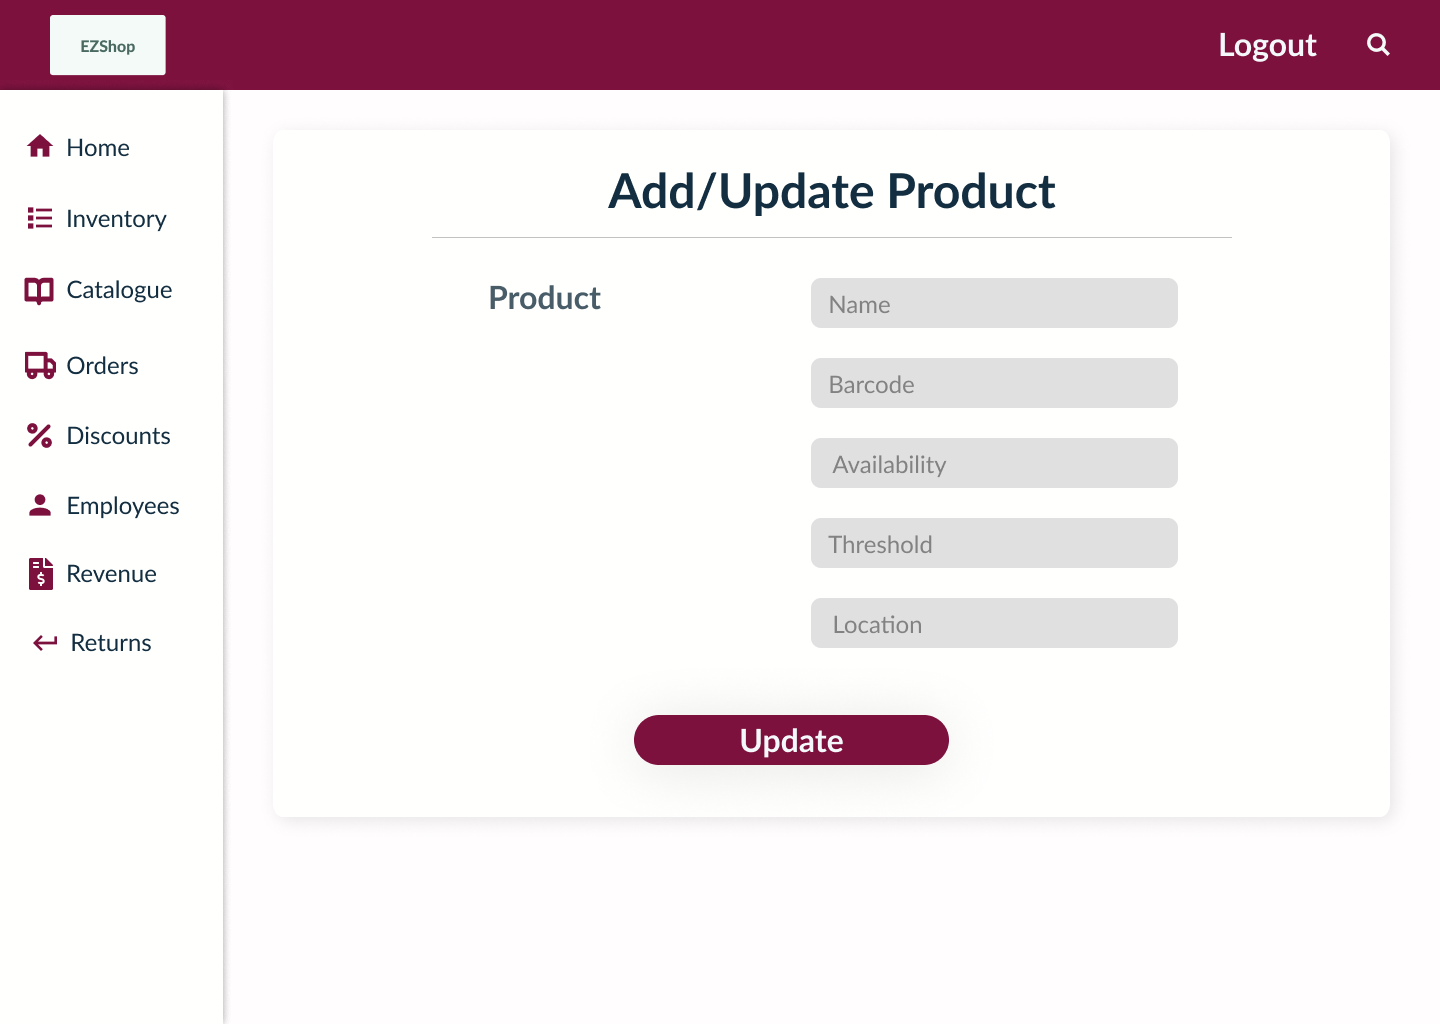 EZShop
Logout
Home
Inventory
Catalogue
Orders
Discounts
Employees
$
Revenue
Returns
Add/Update Product
Product
Name
Barcode
Availability
Threshold
Location
Update